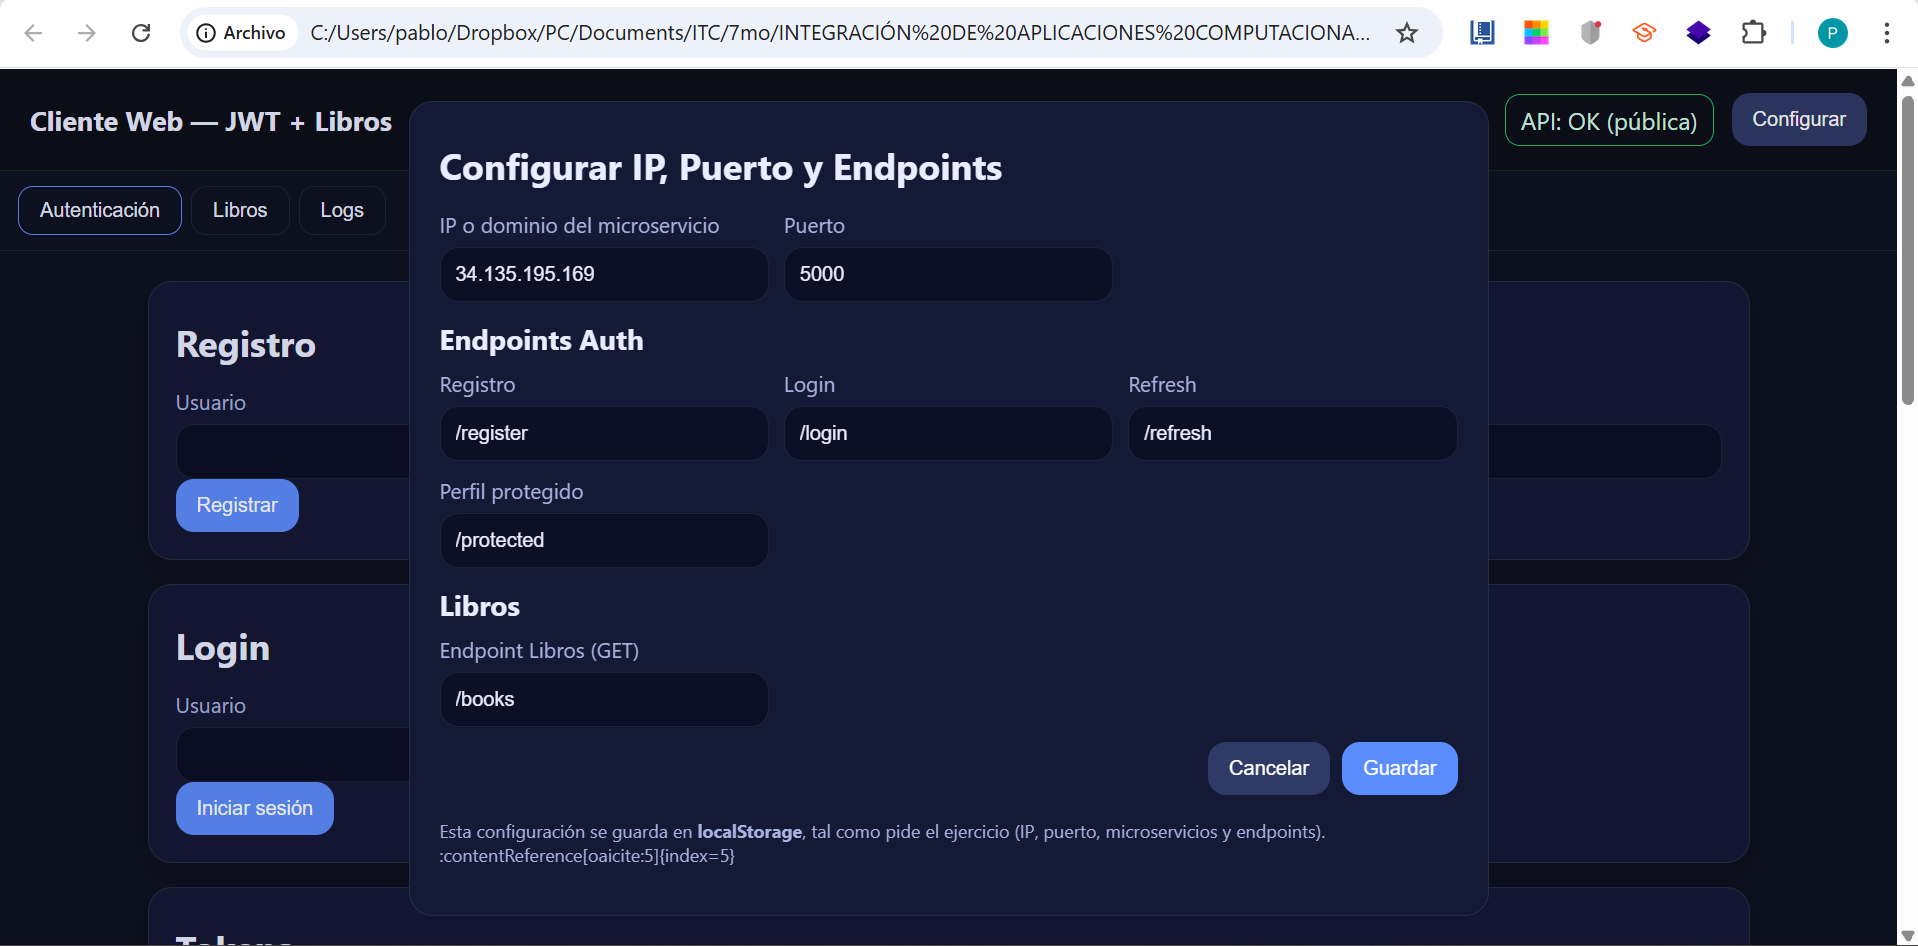 Archivo
C:/Users/pablo/Dropbox/PC/Documents/ITC/7mo/INTEGRACIÓN%20DE%20APLICACIONES%20COMPUTACIONA...
P
Cliente Web — JWT + Libros
API: OK (pública)
Configurar
Autenticación
Libros
Logs
Registro
Usuario
Registrar
Login
Usuario
Iniciar sesión
Tokens
Configurar IP, Puerto y Endpoints
IP o dominio del microservicio
Puerto
34.135.195.169
5000
Endpoints Auth
Registro
Login
Refresh
/register
/login
/refresh
Perfil protegido
/protected
Libros
Endpoint Libros (GET)
/books
Cancelar
Guardar
Esta configuración se guarda en localStorage, tal como pide el ejercicio (IP, puerto, microservicios y endpoints).
:contentReference[oaicite:5]{index=5}